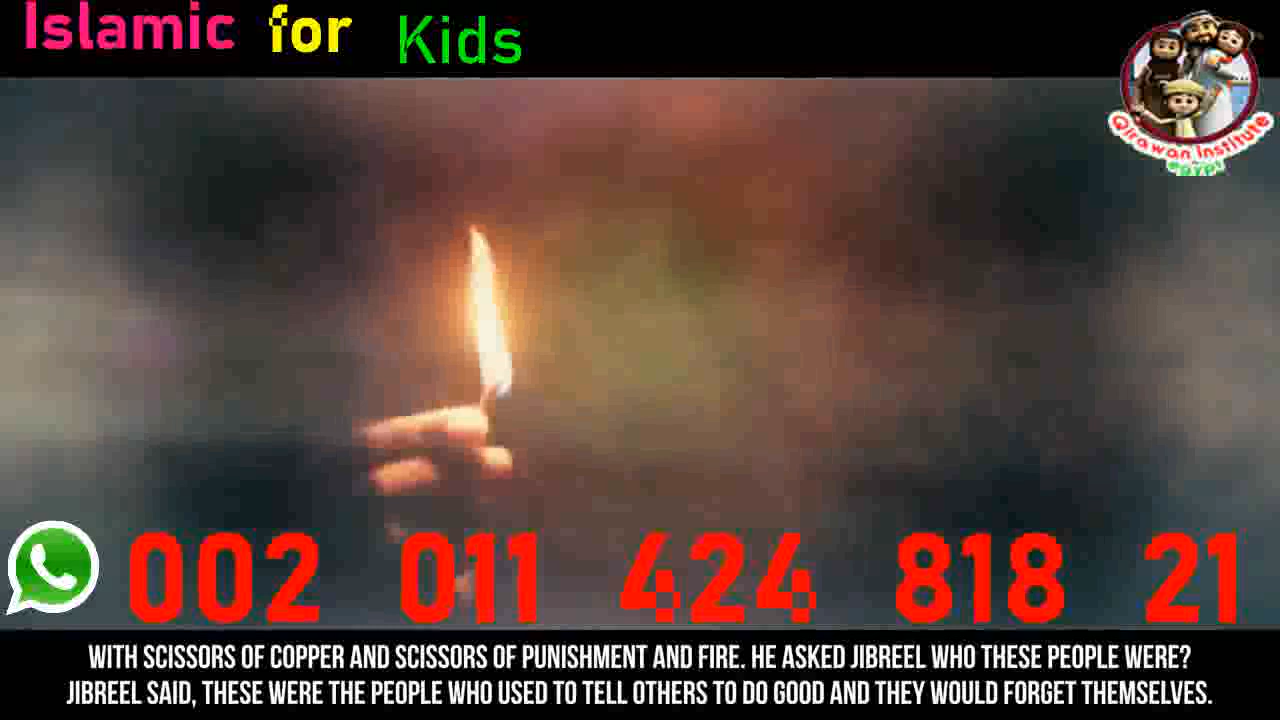 Islamic for Kids
Qirawan Institute
egypt
002 011 424 818 21
WITH SCISSORS OF COPPER AND SCISSORS OF PUNISHMENT AND FIRE. HE ASKED JIBREEL WHO THESE PEOPLE WERE?
JIBREEL SAID, THESE WERE THE PEOPLE WHO USED TO TELL OTHERS TO DO GOOD AND THEY WOULD FORGET THEMSELVES.